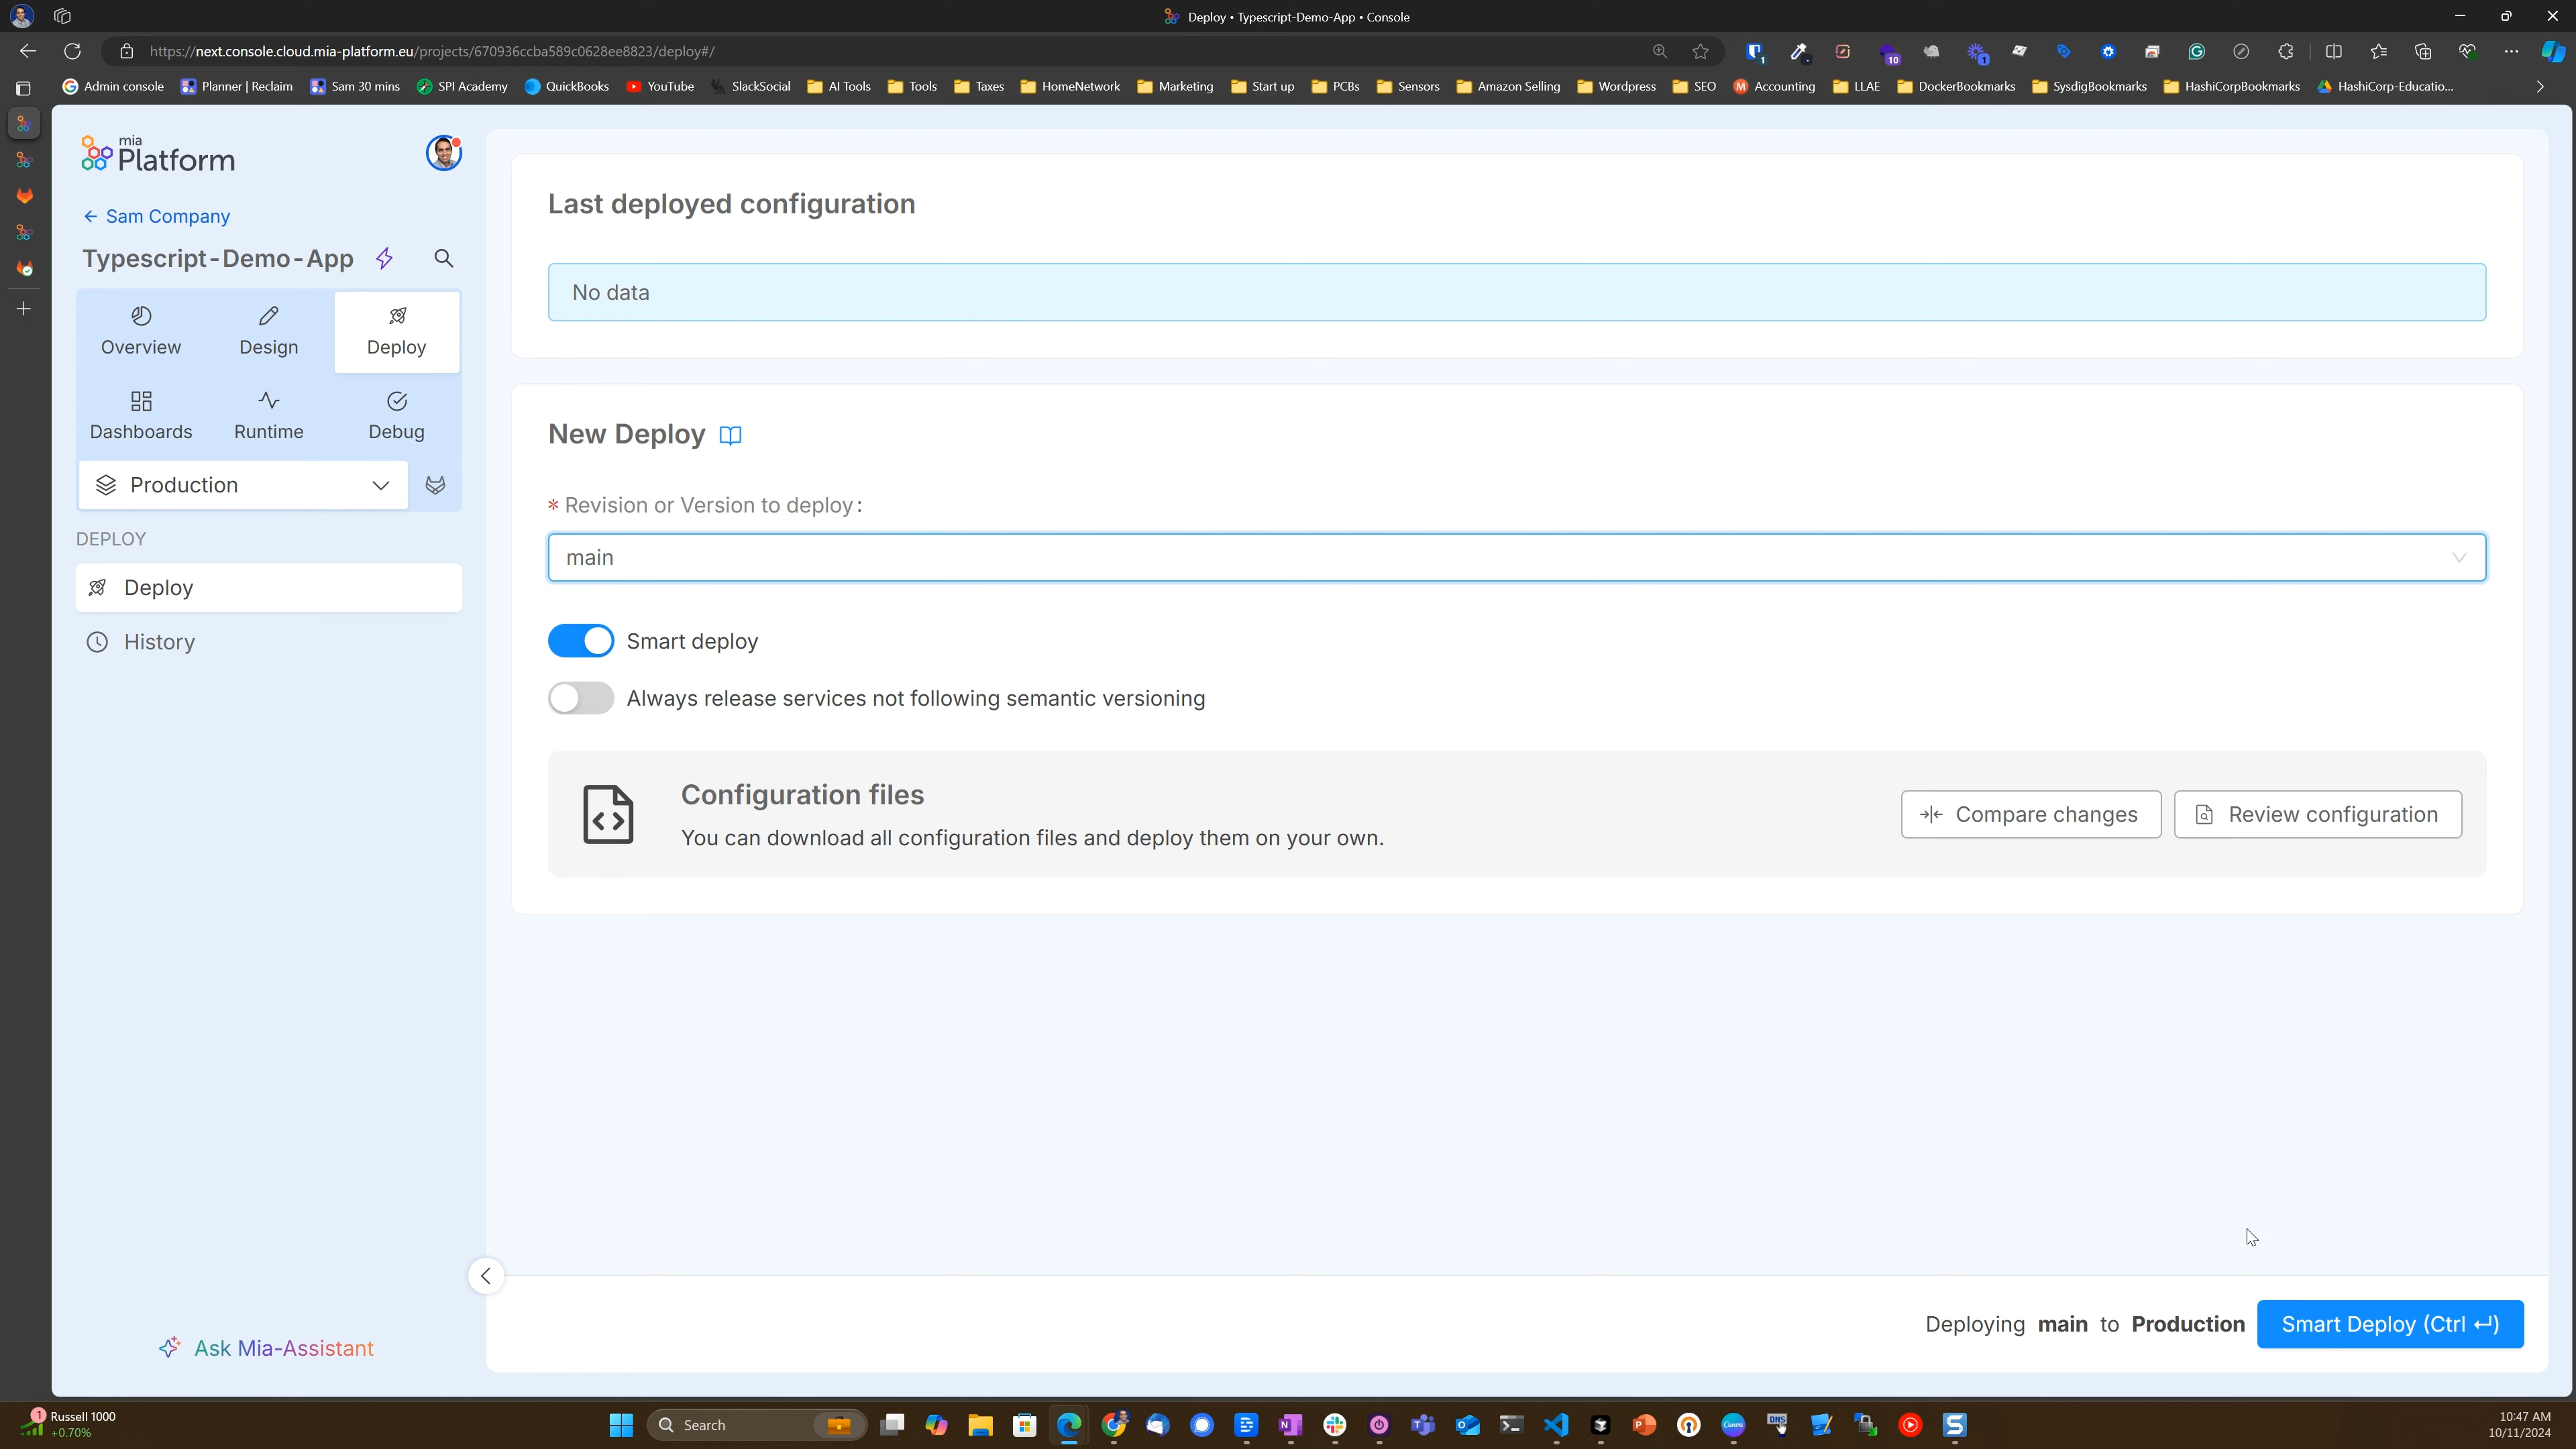 Deploy • Typescript-Demo-App • Console
https://next.console.cloud.mia-platform.eu/projects/670936ccba589c0628ee8823/deploy#/
1
10
1
Admin console
Planner | Reclaim
Sam 30 mins
SPI Academy
QuickBooks
YouTube
SlackSocial
AI Tools
Tools
Taxes
HomeNetwork
Marketing
Start up
PCBs
Sensors
Amazon Selling
Wordpress
SEO
Accounting
LLAE
DockerBookmarks
SysdigBookmarks
HashiCorpBookmarks
HashiCorp-Educatio...
mia
Platform
Sam Company
Typescript-Demo-App
Overview
Design
Deploy
Dashboards
Runtime
Debug
Production
DEPLOY
Deploy
History
Ask Mia-Assistant
Last deployed configuration
No data
New Deploy
* Revision or Version to deploy:
main
Smart deploy
Always release services not following semantic versioning
Configuration files
You can download all configuration files and deploy them on your own.
Compare changes
Review configuration
Deploying main to Production
Smart Deploy (Ctrl ↵)
1
Russell 1000
+0.70%
Search
10:47 AM
10/11/2024